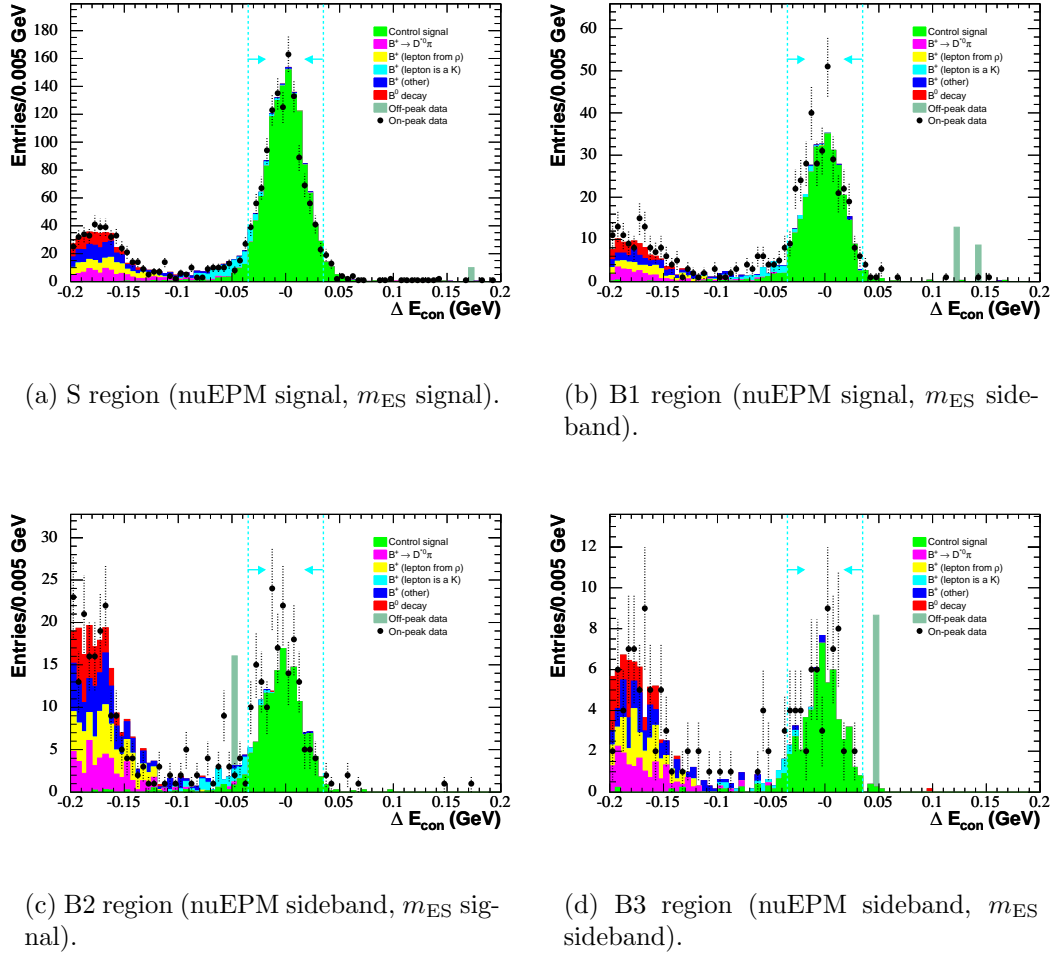 Entries/0.005 GeV
180
160
140
120
100
80
60
40
20
0
-0.2 -0.15 -0.1 -0.05 -0 0.05 0.1 0.15 0.2
Δ E_con (GeV)
Control signal
B⁺ → D*⁰π
B⁺ (lepton from ρ)
B⁺ (lepton is a K)
B⁺ (other)
B⁰ decay
Off-peak data
On-peak data
Entries/0.005 GeV
60
50
40
30
20
10
0
-0.2 -0.15 -0.1 -0.05 -0 0.05 0.1 0.15 0.2
Δ E_con (GeV)
Control signal
B⁺ → D*⁰π
B⁺ (lepton from ρ)
B⁺ (lepton is a K)
B⁺ (other)
B⁰ decay
Off-peak data
On-peak data
(a) S region (nuEPM signal, m_ES signal).
(b) B1 region (nuEPM signal, m_ES side-
band).
Entries/0.005 GeV
30
25
20
15
10
5
0
-0.2 -0.15 -0.1 -0.05 -0 0.05 0.1 0.15 0.2
Δ E_con (GeV)
Control signal
B⁺ → D*⁰π
B⁺ (lepton from ρ)
B⁺ (lepton is a K)
B⁺ (other)
B⁰ decay
Off-peak data
On-peak data
Entries/0.005 GeV
12
10
8
6
4
2
0
-0.2 -0.15 -0.1 -0.05 -0 0.05 0.1 0.15 0.2
Δ E_con (GeV)
Control signal
B⁺ → D*⁰π
B⁺ (lepton from ρ)
B⁺ (lepton is a K)
B⁺ (other)
B⁰ decay
Off-peak data
On-peak data
(c) B2 region (nuEPM sideband, m_ES sig-
nal).
(d) B3 region (nuEPM sideband, m_ES
sideband).